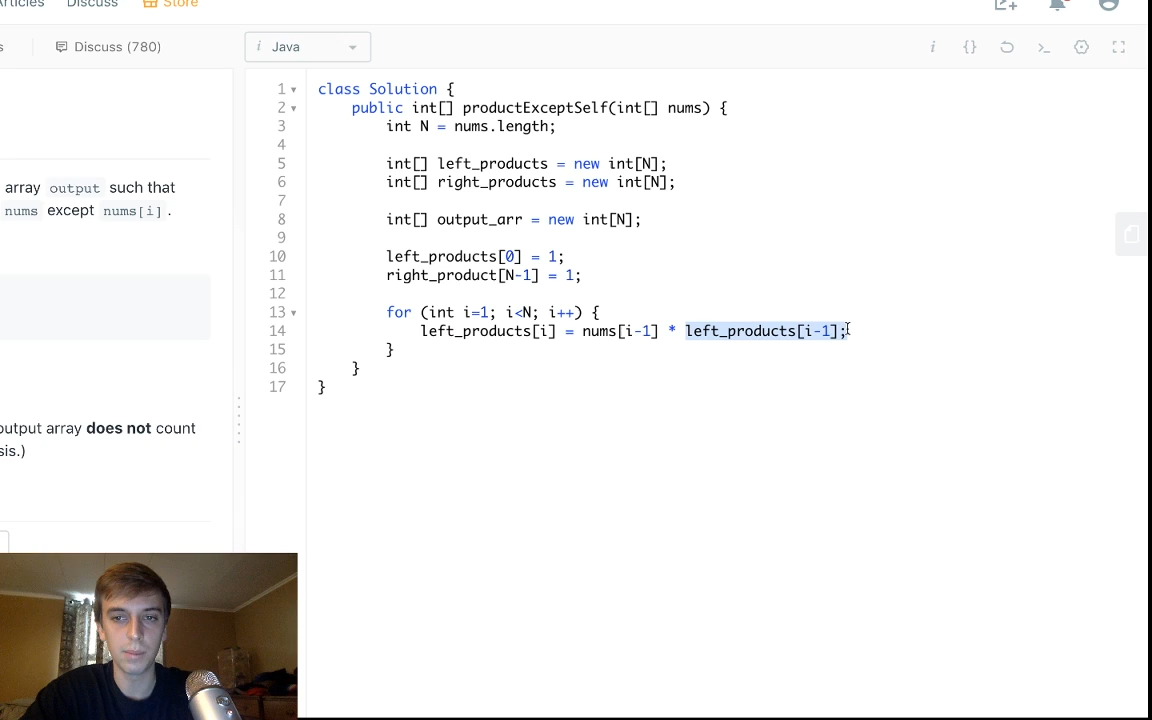 Articles Discuss Store
s Discuss (780) i Java i {}
array output such that
nums except nums[i].
output array does not count
sis.)
1 class Solution {
2 public int[] productExceptSelf(int[] nums) {
3 int N = nums.length;
4
5 int[] left_products = new int[N];
6 int[] right_products = new int[N];
7
8 int[] output_arr = new int[N];
9
10 left_products[0] = 1;
11 right_product[N-1] = 1;
12
13 for (int i=1; i<N; i++) {
14 left_products[i] = nums[i-1] * left_products[i-1];
15 }
16 }
17 }